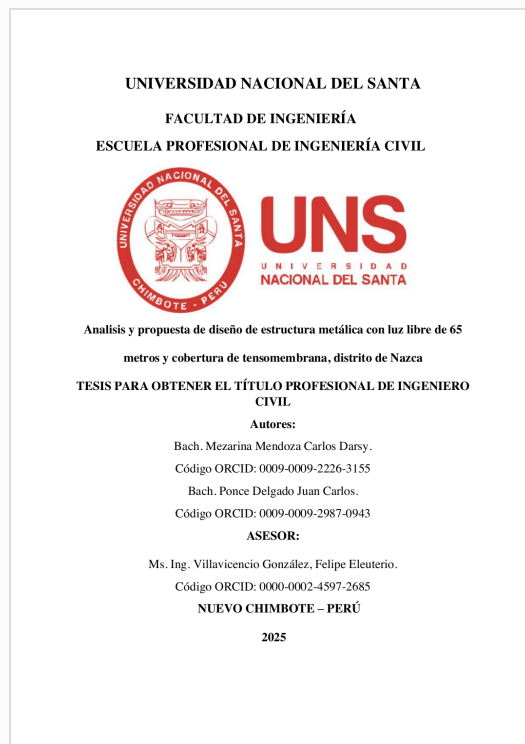 UNIVERSIDAD NACIONAL DEL SANTA
FACULTAD DE INGENIERÍA
ESCUELA PROFESIONAL DE INGENIERÍA CIVIL
UNIVERSIDAD NACIONAL DEL SANTA
CHIMBOTE - PERU
UNS
UNIVERSIDAD
NACIONAL DEL SANTA
Analisis y propuesta de diseño de estructura metálica con luz libre de 65
metros y cobertura de tensomembrana, distrito de Nazca
TESIS PARA OBTENER EL TÍTULO PROFESIONAL DE INGENIERO
CIVIL
Autores:
Bach. Mezarina Mendoza Carlos Darsy.
Código ORCID: 0009-0009-2226-3155
Bach. Ponce Delgado Juan Carlos.
Código ORCID: 0009-0009-2987-0943
ASESOR:
Ms. Ing. Villavicencio González, Felipe Eleuterio.
Código ORCID: 0000-0002-4597-2685
NUEVO CHIMBOTE – PERÚ
2025